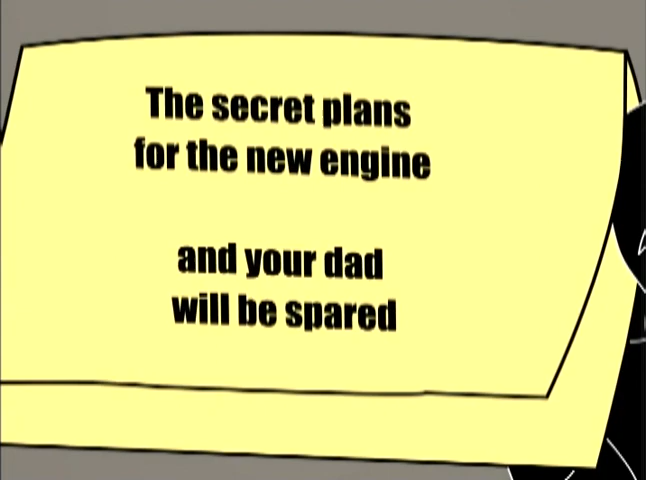 The secret plans
for the new engine
and your dad
will be spared